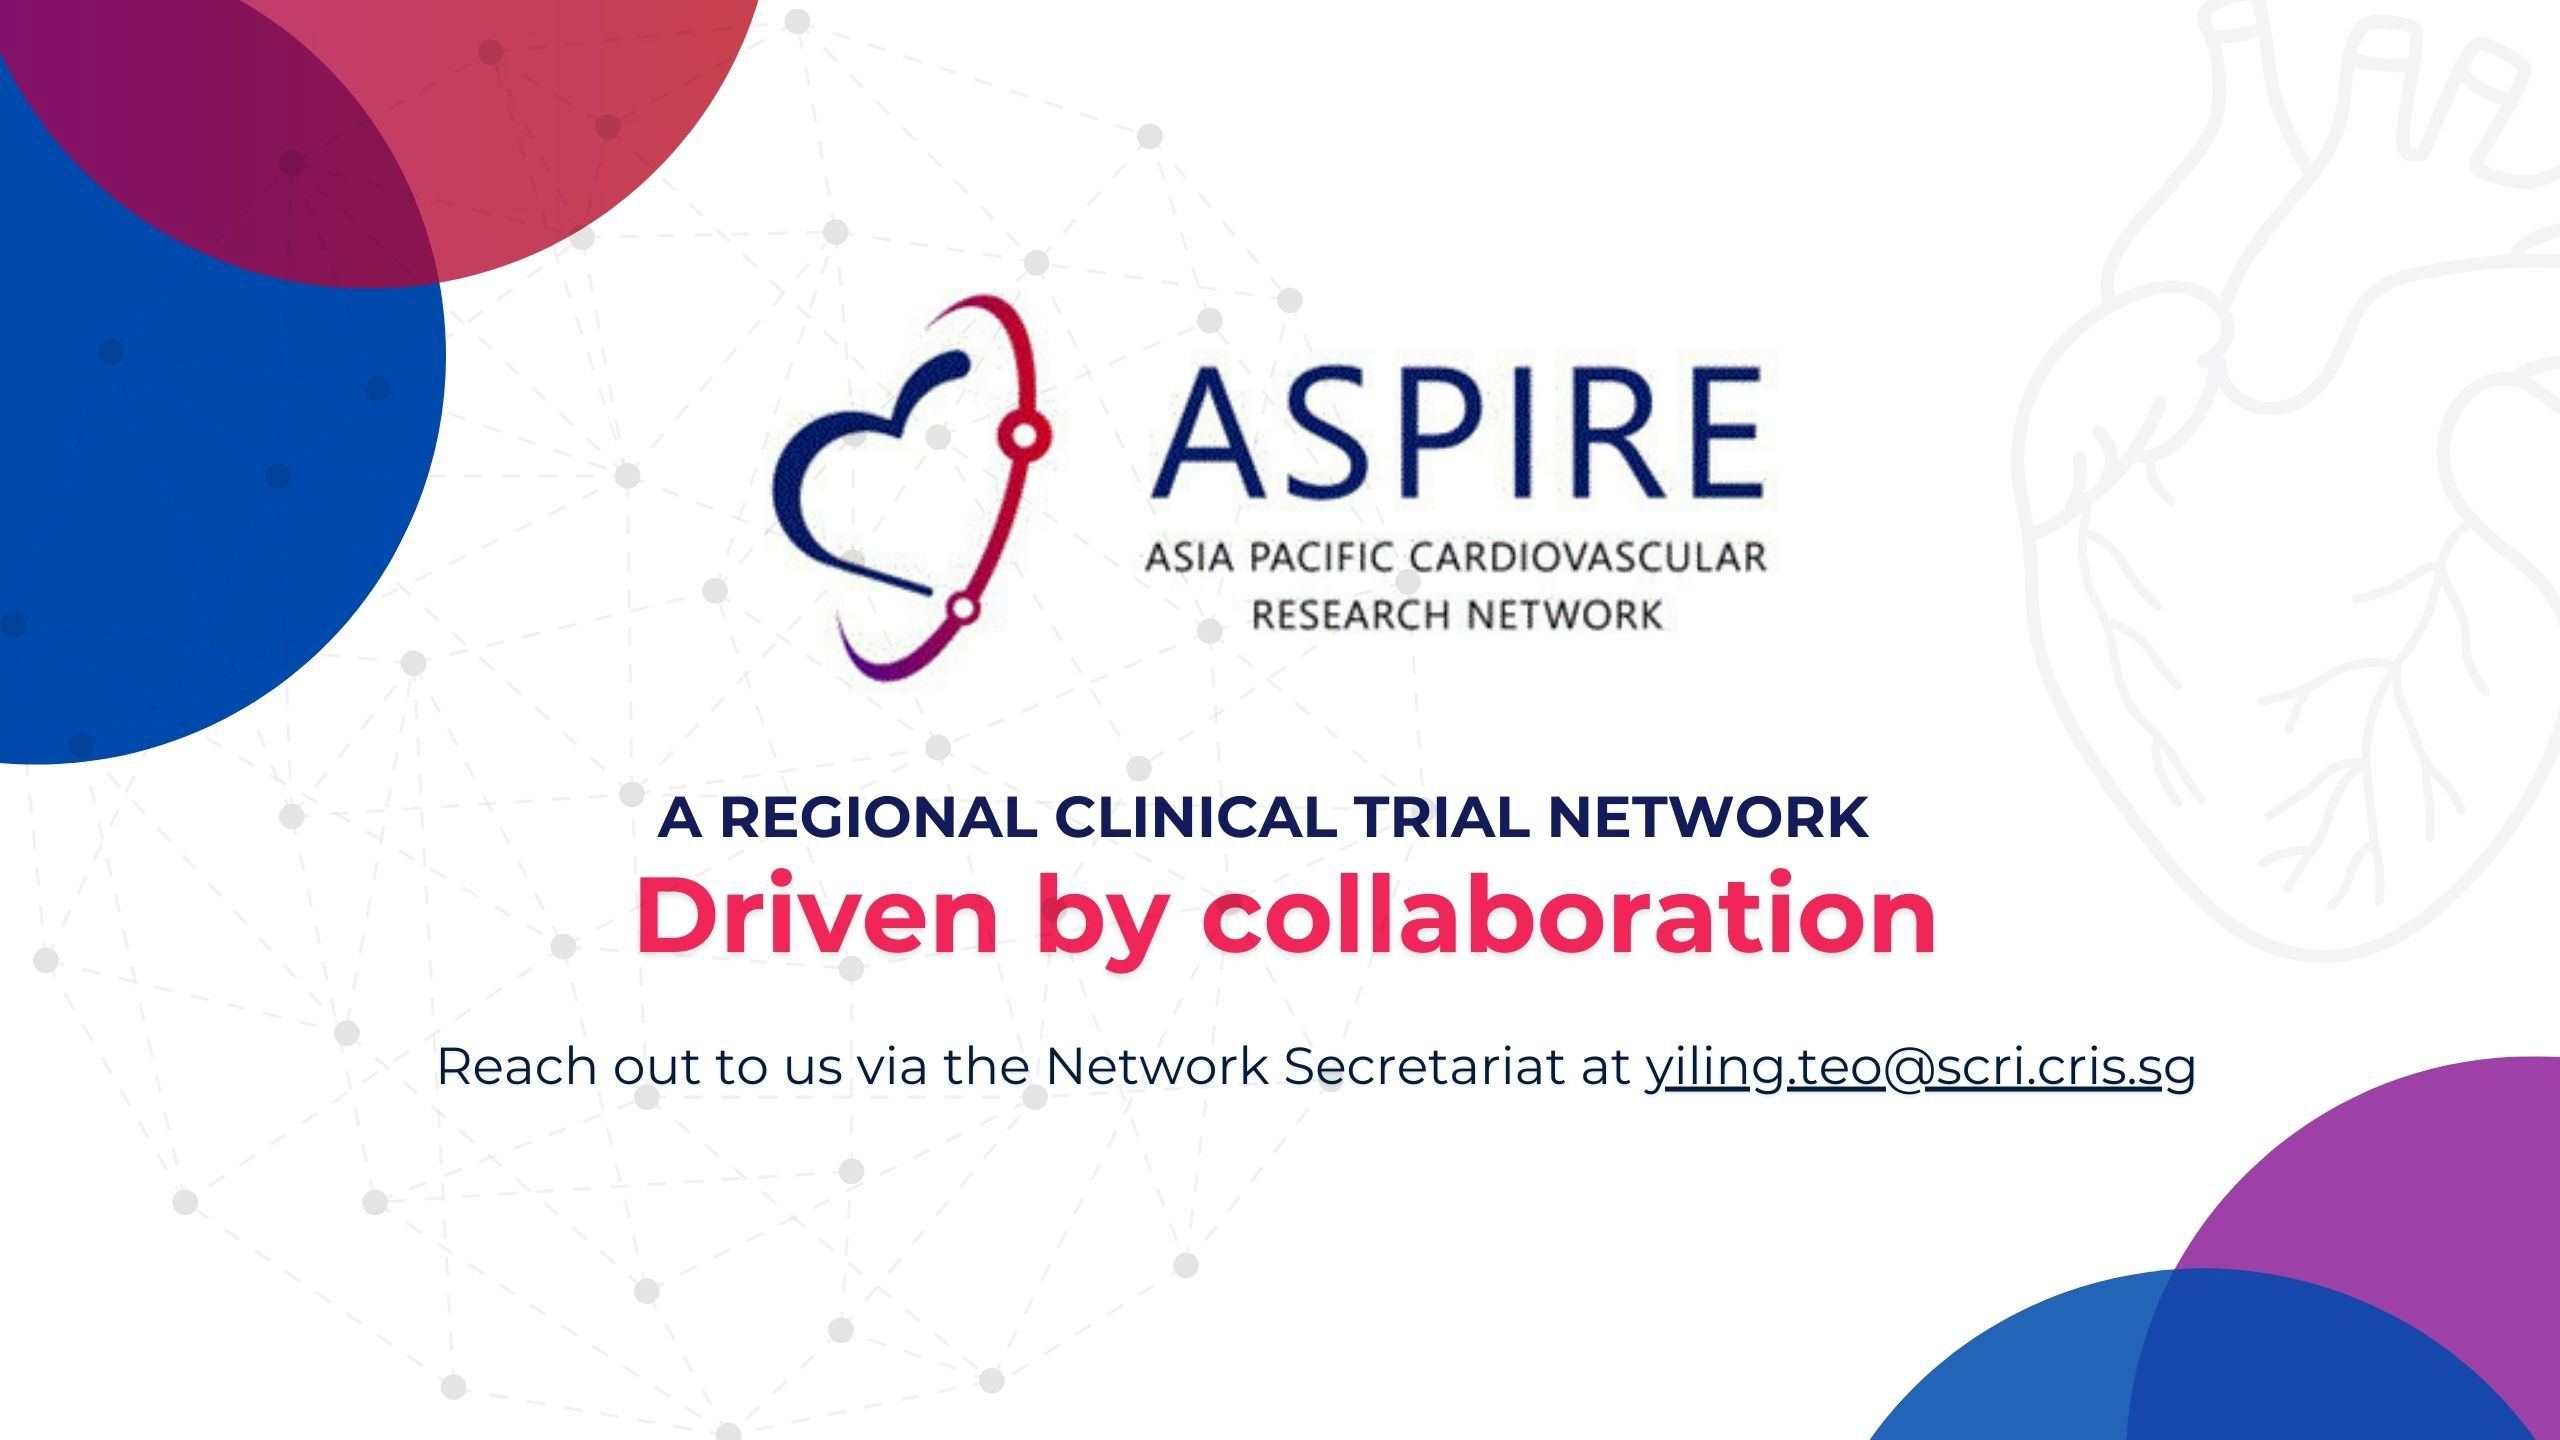 ASPIRE
ASIA PACIFIC CARDIOVASCULAR
RESEARCH NETWORK
A REGIONAL CLINICAL TRIAL NETWORK
Driven by collaboration
Reach out to us via the Network Secretariat at yiling.teo@scri.cris.sg